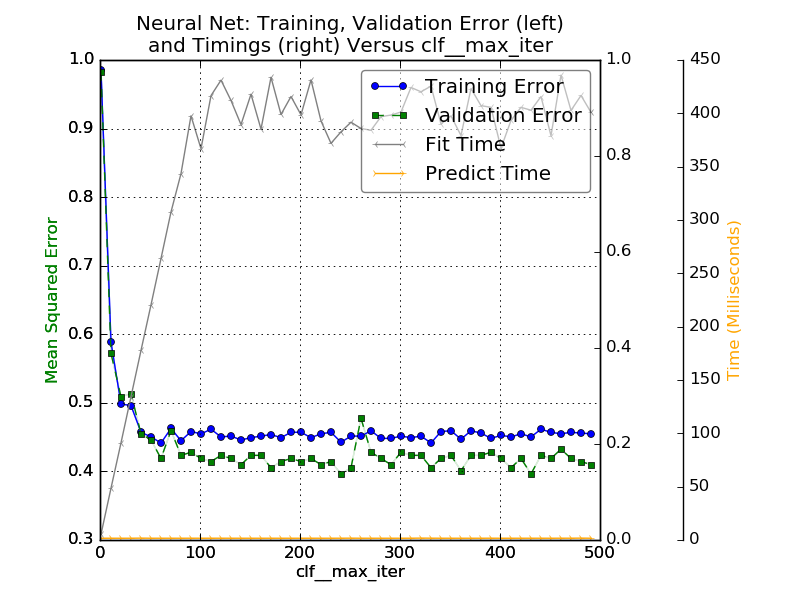 Neural Net: Training, Validation Error (left)
and Timings (right) Versus clf__max_iter
Mean Squared Error
1.0
0.9
0.8
0.7
0.6
0.5
0.4
0.3
Training Error
Validation Error
Fit Time
Predict Time
1.0
0.8
0.6
0.4
0.2
0.0
450
400
350
300
250
200
150
100
50
0
Time (Milliseconds)
0 100 200 300 400 500
clf__max_iter